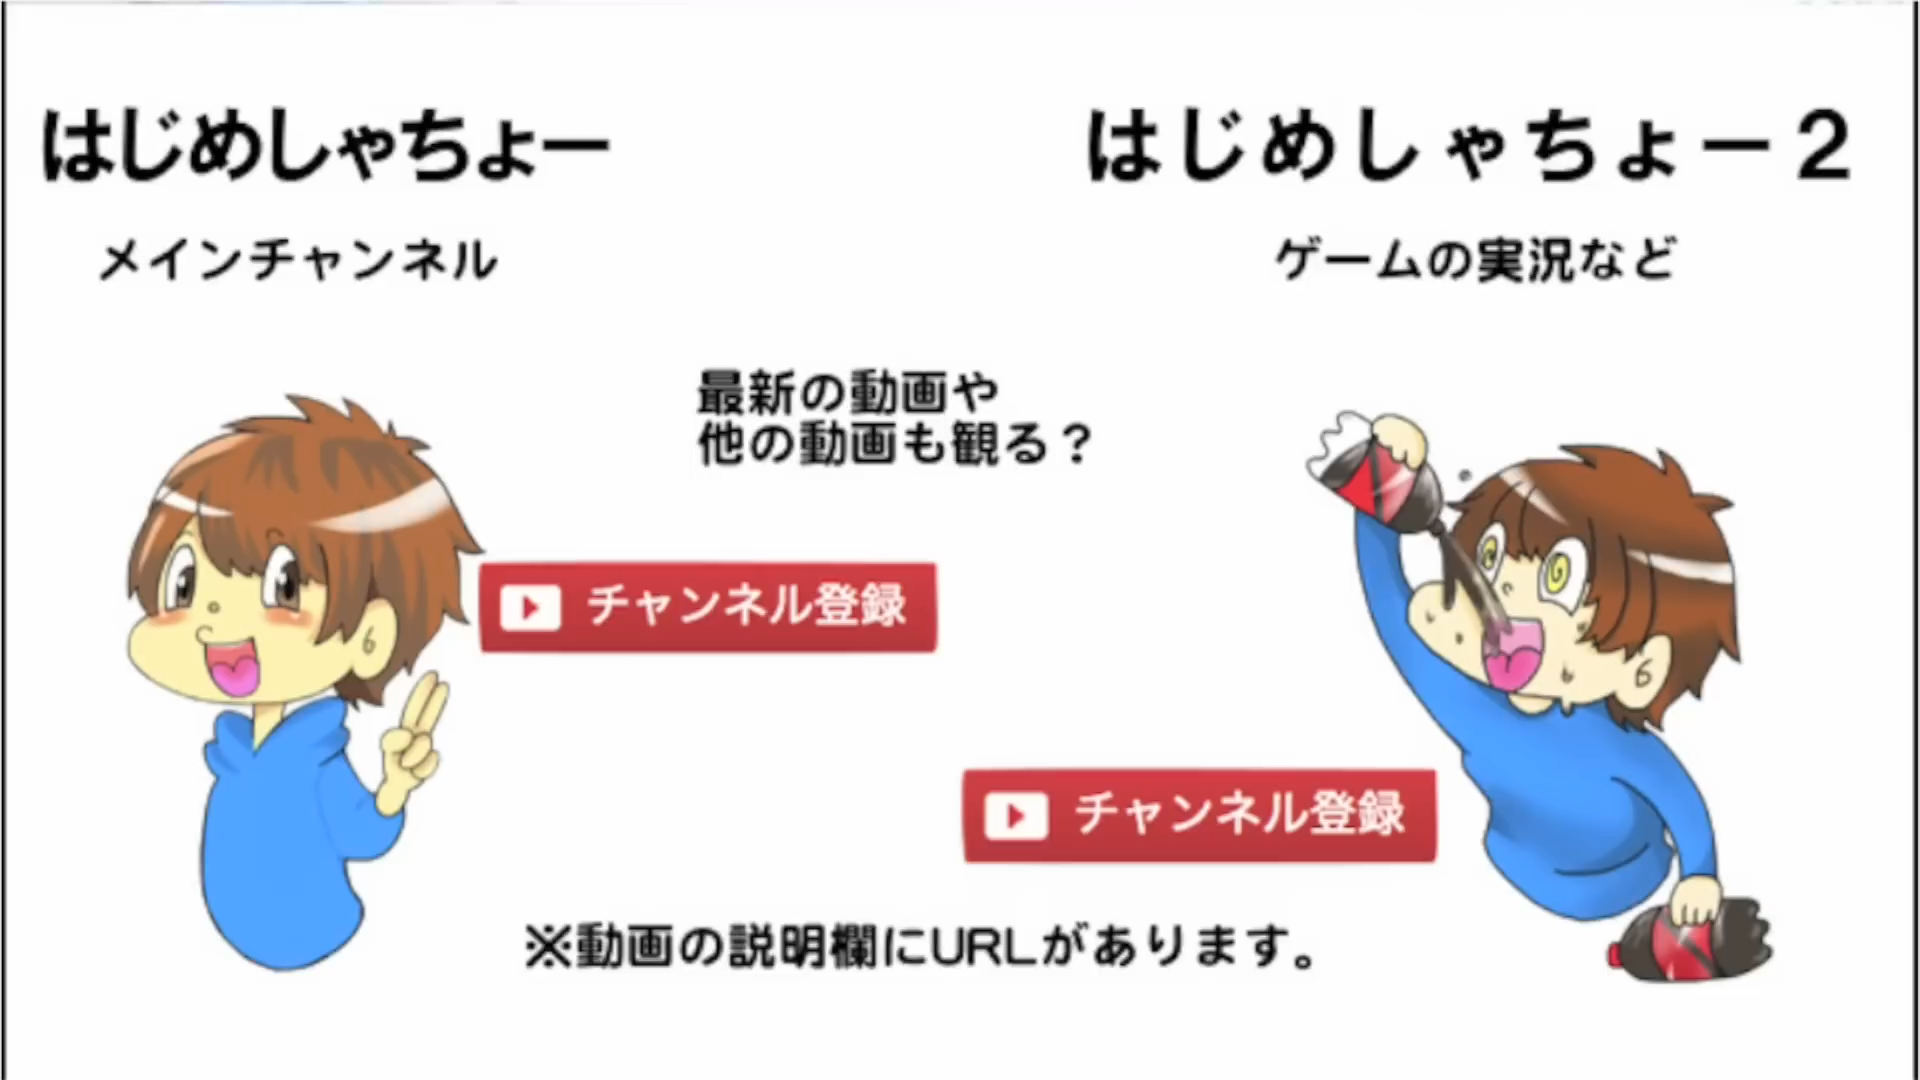 はじめしゃちょー
メインチャンネル
はじめしゃちょー２
ゲームの実況など
最新の動画や
他の動画も観る？
チャンネル登録
チャンネル登録
※動画の説明欄にURLがあります。